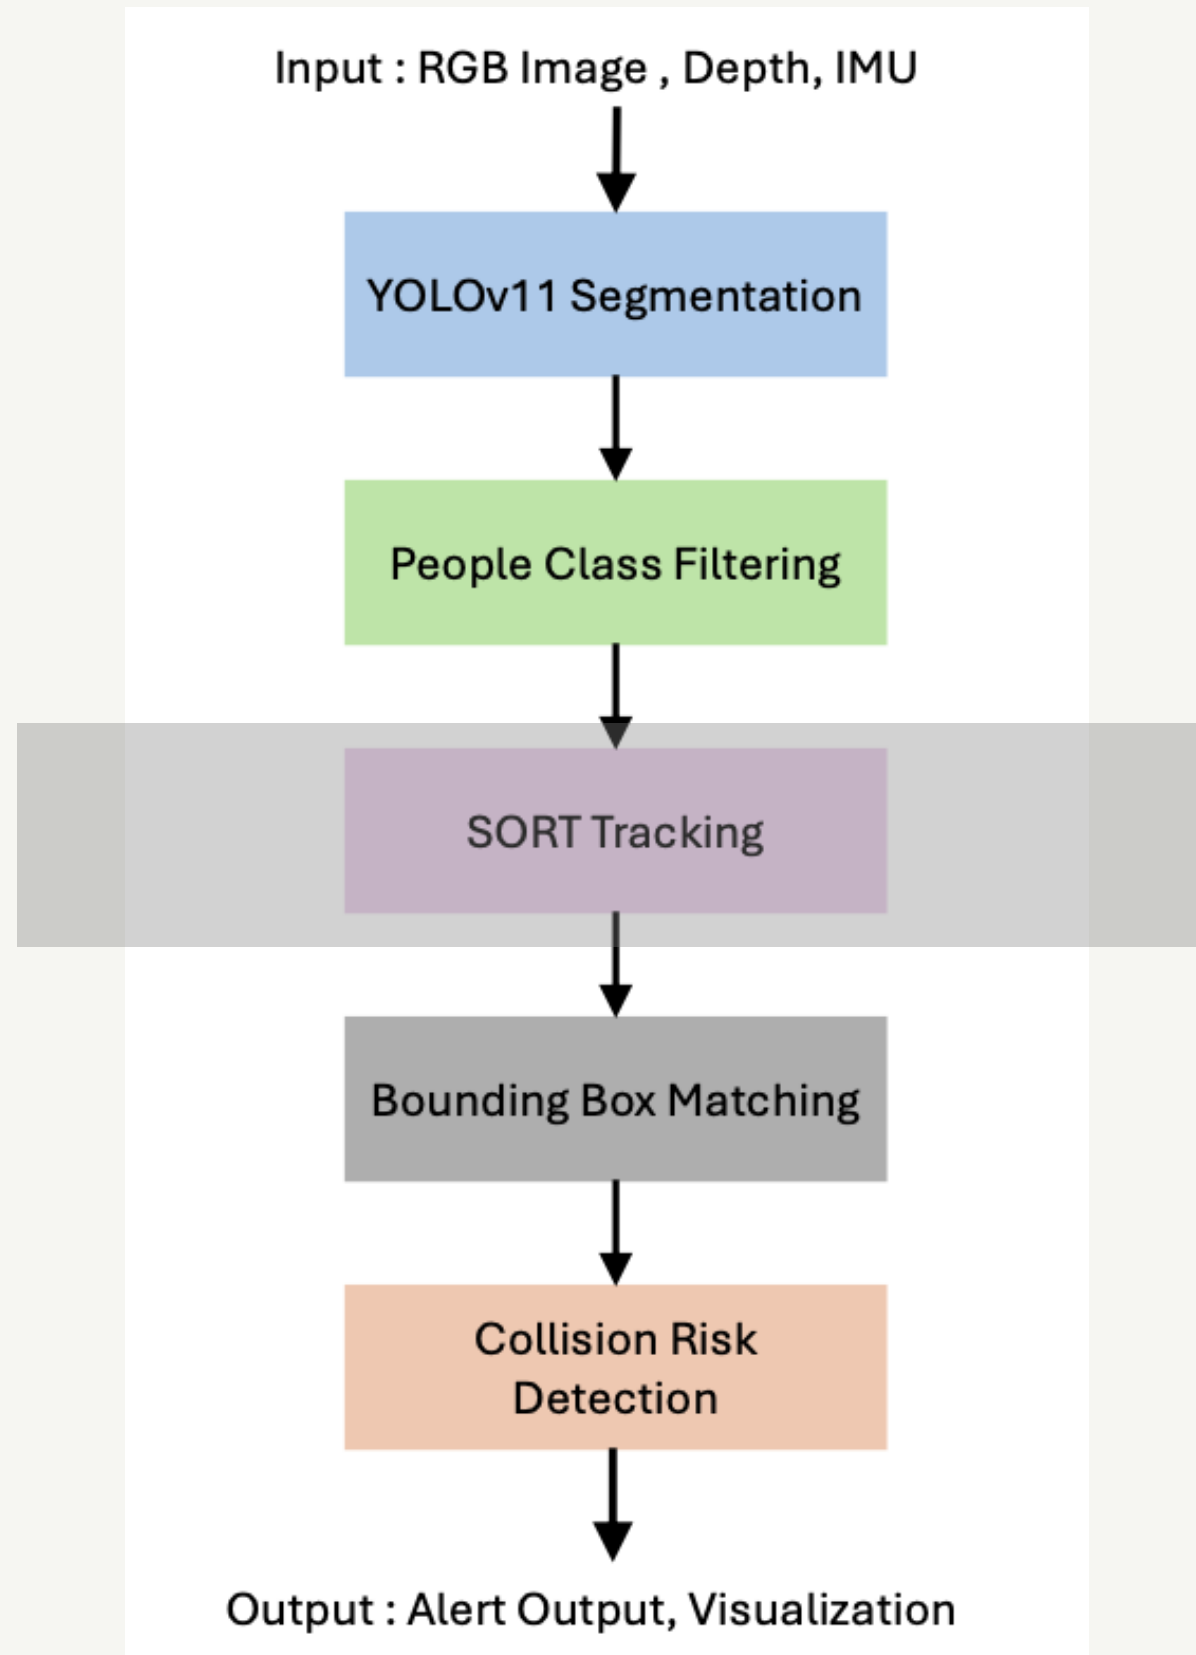 Input : RGB Image , Depth, IMU
YOLOv11 Segmentation
People Class Filtering
SORT Tracking
Bounding Box Matching
Collision Risk
Detection
Output : Alert Output, Visualization